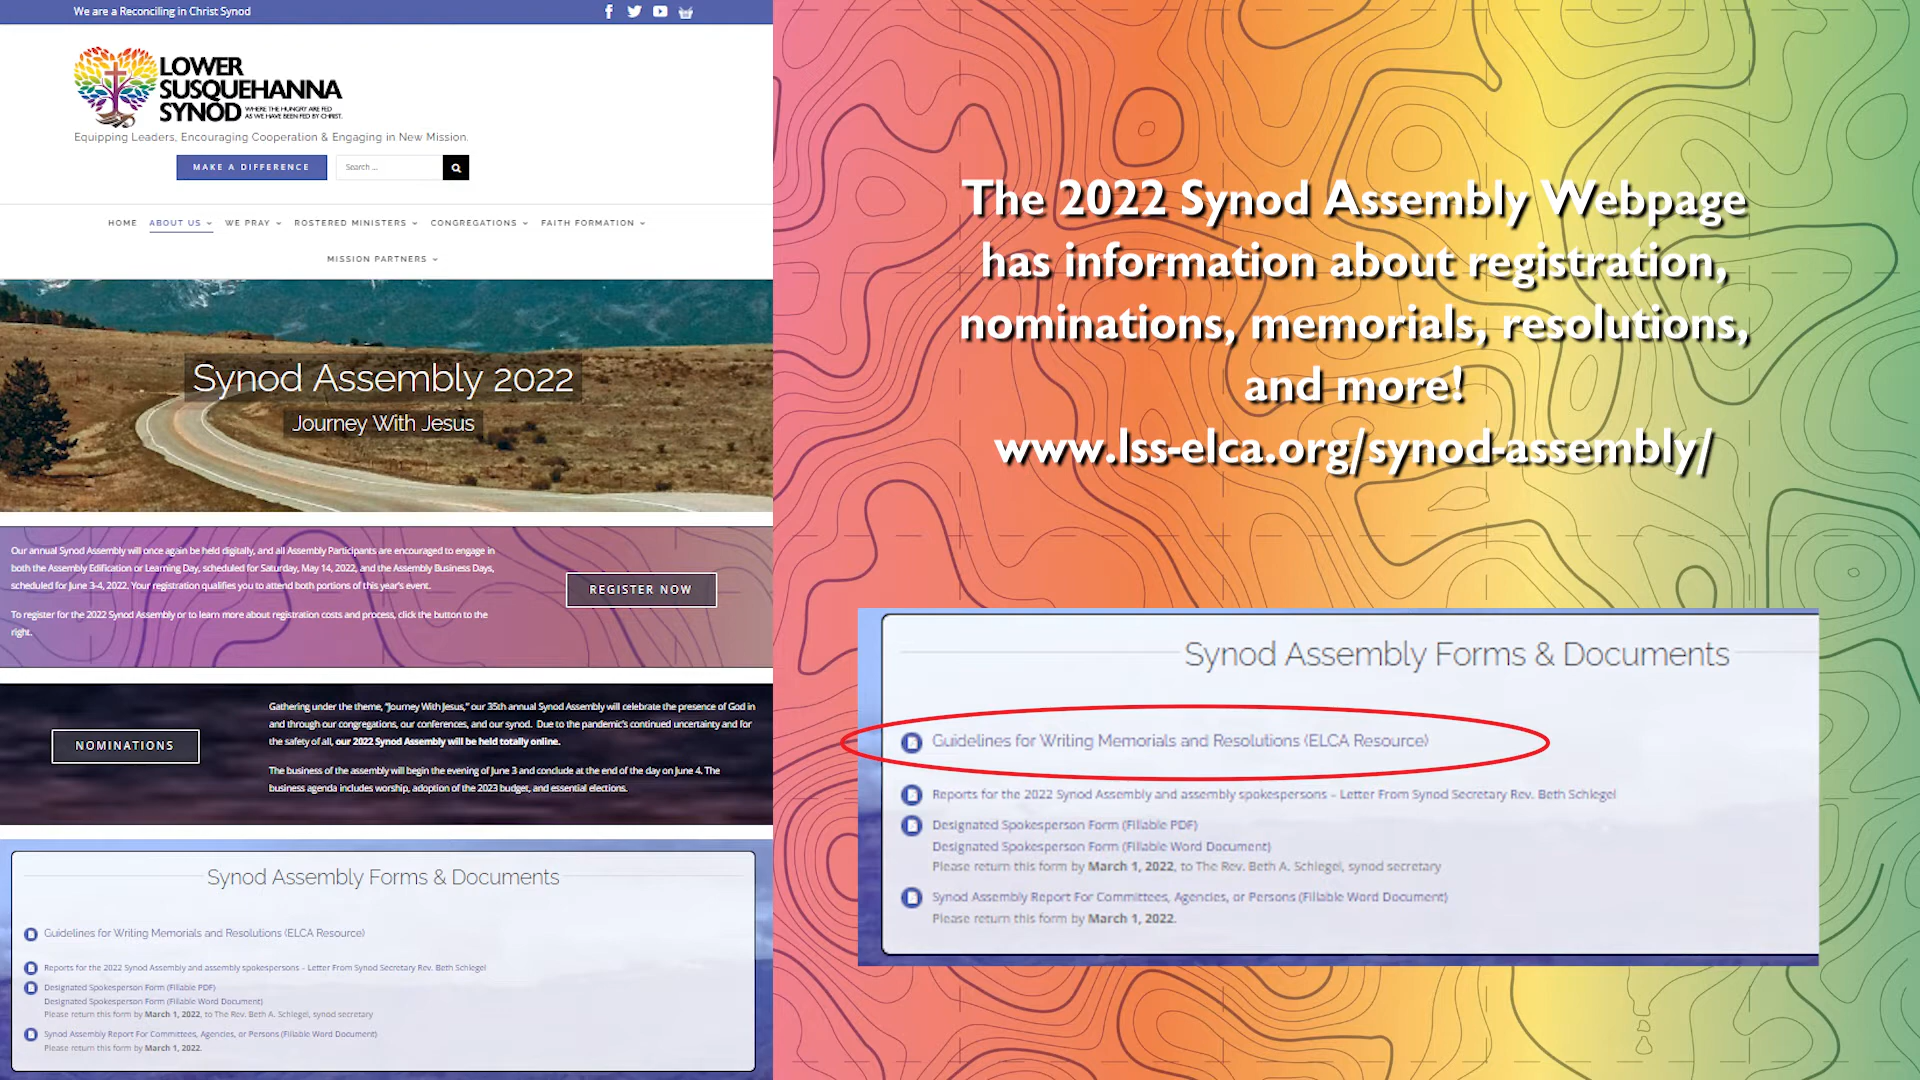 We are a Reconciling in Christ Synod
LOWER
SUSQUEHANNA
SYNOD
WHERE THE HUNGRY ARE FED
AS WE HAVE BEEN FED BY CHRIST.
Equipping Leaders, Encouraging Cooperation & Engaging in New Mission.
MAKE A DIFFERENCE
Search ...
HOME ABOUT US WE PRAY ROSTERED MINISTERS CONGREGATIONS FAITH FORMATION
MISSION PARTNERS
Synod Assembly 2022
Journey With Jesus
Our annual Synod Assembly will once again be held digitally, and all Assembly Participants are encouraged to engage in
both the Assembly Edification or Learning Day, scheduled for Saturday, May 14, 2022, and the Assembly Business Days,
scheduled for June 3-4, 2022. Your registration qualifies you to attend both portions of this year's event.
To register for the 2022 Synod Assembly or to learn more about registration costs and process, click the button to the
right.
REGISTER NOW
NOMINATIONS
Gathering under the theme, "Journey With Jesus," our 35th annual Synod Assembly will celebrate the presence of God in
and through our congregations, our conferences, and our synod. Due to the pandemic's continued uncertainty and for
the safety of all, our 2022 Synod Assembly will be held totally online.
The business of the assembly will begin the evening of June 3 and conclude at the end of the day on June 4. The
business agenda includes worship, adoption of the 2023 budget, and essential elections.
Synod Assembly Forms & Documents
Guidelines for Writing Memorials and Resolutions (ELCA Resource)
Reports for the 2022 Synod Assembly and assembly spokespersons – Letter From Synod Secretary Rev. Beth Schlegel
Designated Spokesperson Form (Fillable PDF)
Designated Spokesperson Form (Fillable Word Document)
Please return this form by March 1, 2022, to The Rev. Beth A. Schlegel, synod secretary
Synod Assembly Report For Committees, Agencies, or Persons (Fillable Word Document)
Please return this form by March 1, 2022.
The 2022 Synod Assembly Webpage
has information about registration,
nominations, memorials, resolutions,
and more!
www.lss-elca.org/synod-assembly/
Synod Assembly Forms & Documents
Guidelines for Writing Memorials and Resolutions (ELCA Resource)
Reports for the 2022 Synod Assembly and assembly spokespersons – Letter From Synod Secretary Rev. Beth Schlegel
Designated Spokesperson Form (Fillable PDF)
Designated Spokesperson Form (Fillable Word Document)
Please return this form by March 1, 2022, to The Rev. Beth A. Schlegel, synod secretary
Synod Assembly Report For Committees, Agencies, or Persons (Fillable Word Document)
Please return this form by March 1, 2022.